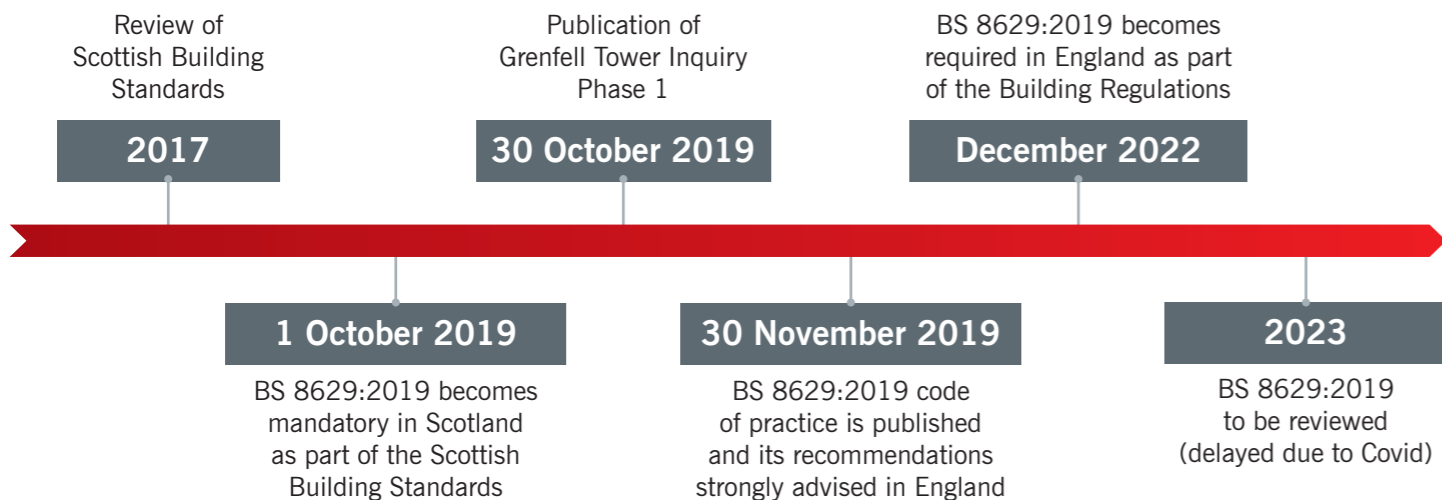 Review of
Scottish Building
Standards
2017
1 October 2019
BS 8629:2019 becomes
mandatory in Scotland
as part of the Scottish
Building Standards
Publication of
Grenfell Tower Inquiry
Phase 1
30 October 2019
30 November 2019
BS 8629:2019 code
of practice is published
and its recommendations
strongly advised in England
BS 8629:2019 becomes
required in England as part
of the Building Regulations
December 2022
2023
BS 8629:2019
to be reviewed
(delayed due to Covid)